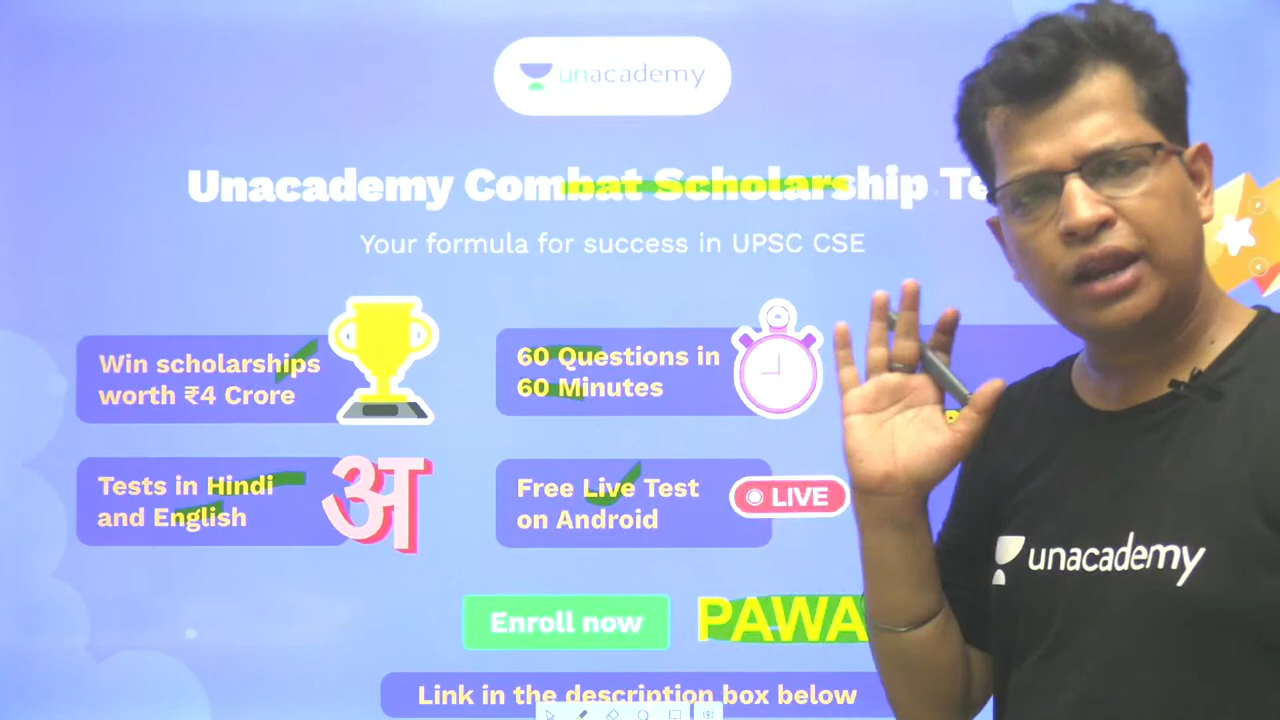 unacademy
Unacademy Combat Scholarship
Your formula for success in UPSC CSE
Win scholarships
worth ₹4 Crore
60 Questions in
60 Minutes
Tests in Hindi
and English
अ
Free Live Test
on Android
LIVE
unacademy
Enroll now
Link in the description box below